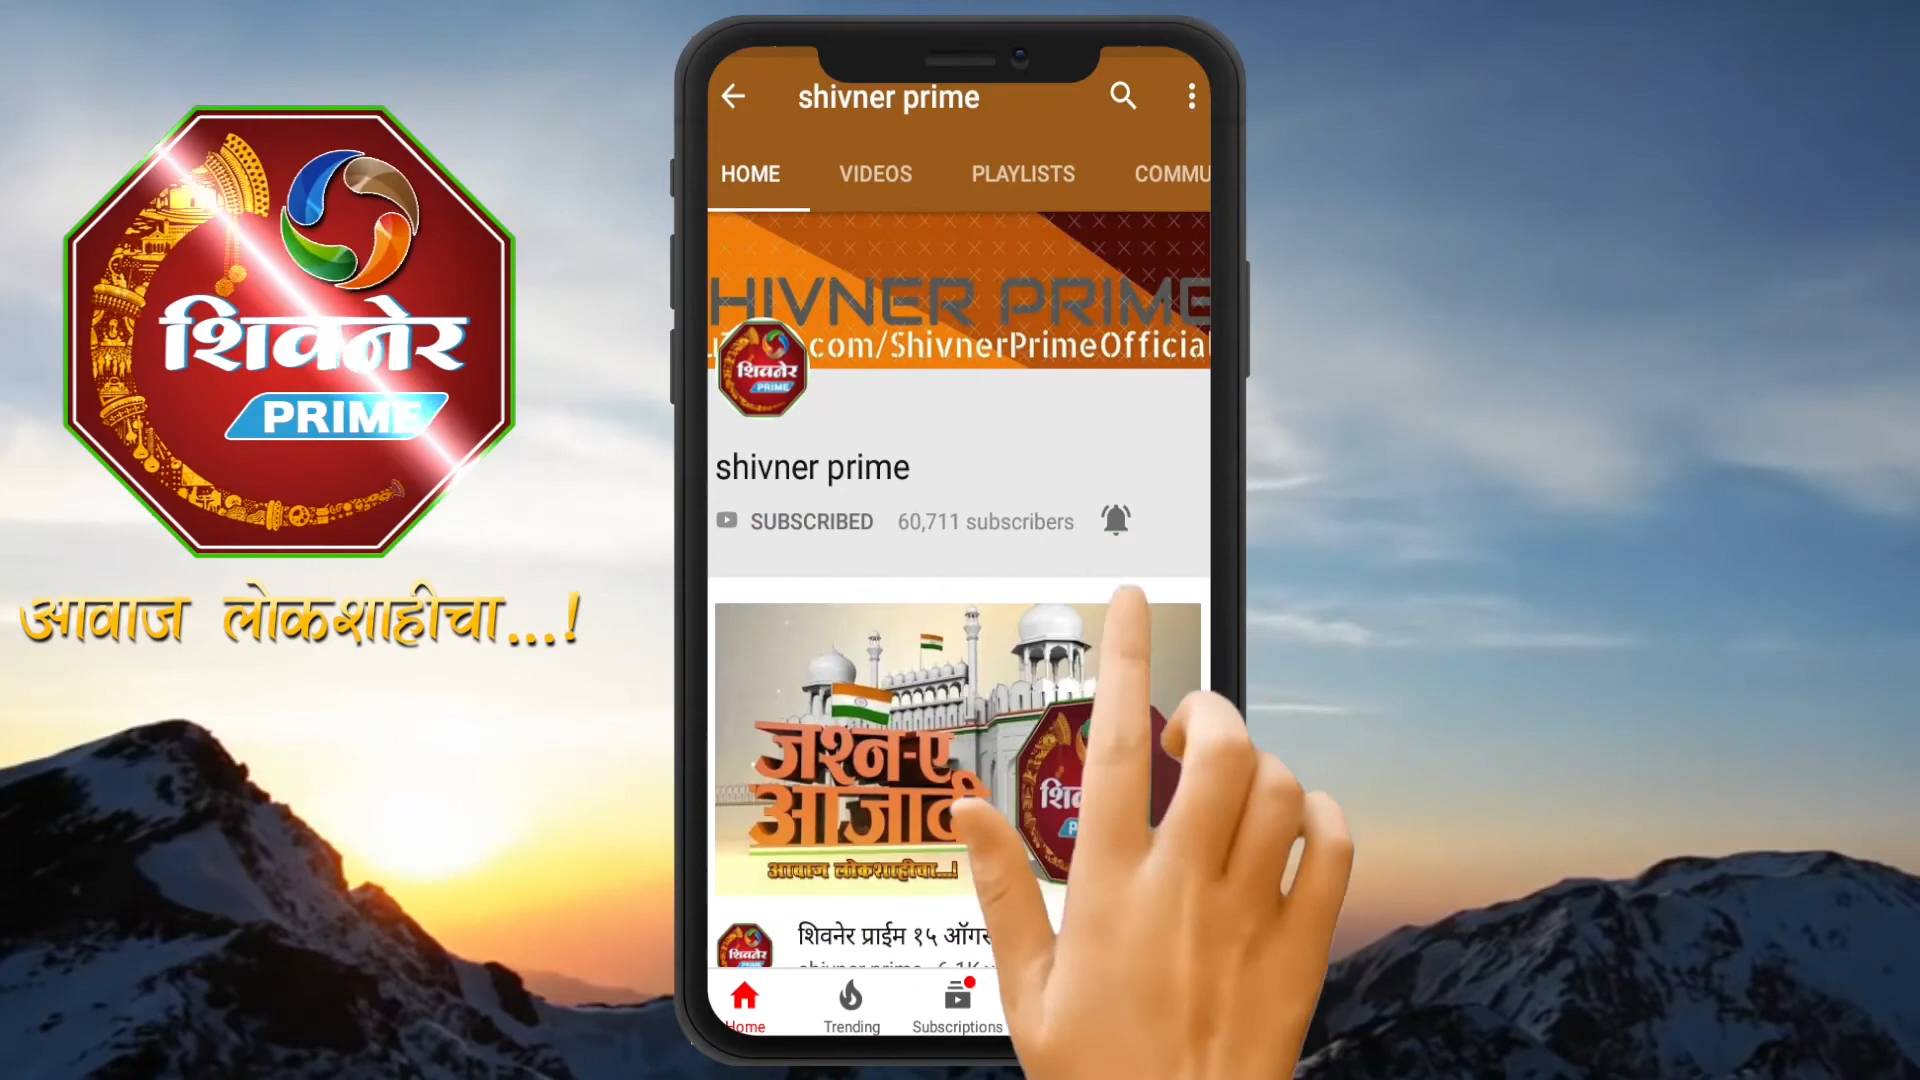 शिवनेर
PRIME
आवाज लोकशाहीचा...!
shivner prime
HOME VIDEOS PLAYLISTS COMMU
HIVNER PRIME
com/ShivnerPrimeOfficial
शिवनेर
PRIME
shivner prime
SUBSCRIBED 60,711 subscribers
जश्न-ए
आजादी
आवाज लोकशाहीचा...!
शिवनेर प्राईम १५ ऑगस
शिवनेर
Home Trending Subscriptions